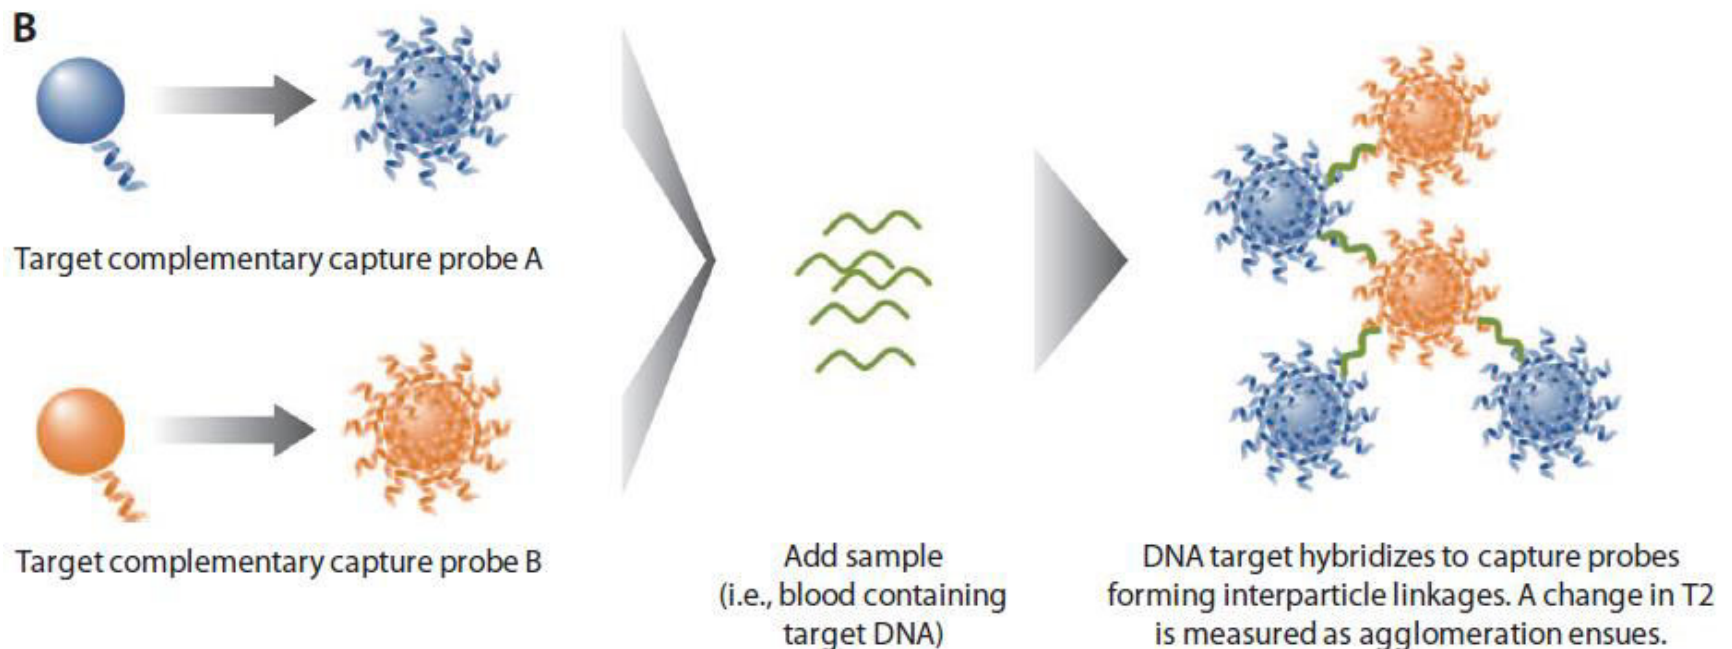 B
Target complementary capture probe A
Target complementary capture probe B
Add sample
(i.e., blood containing
target DNA)
DNA target hybridizes to capture probes
forming interparticle linkages. A change in T2
is measured as agglomeration ensues.